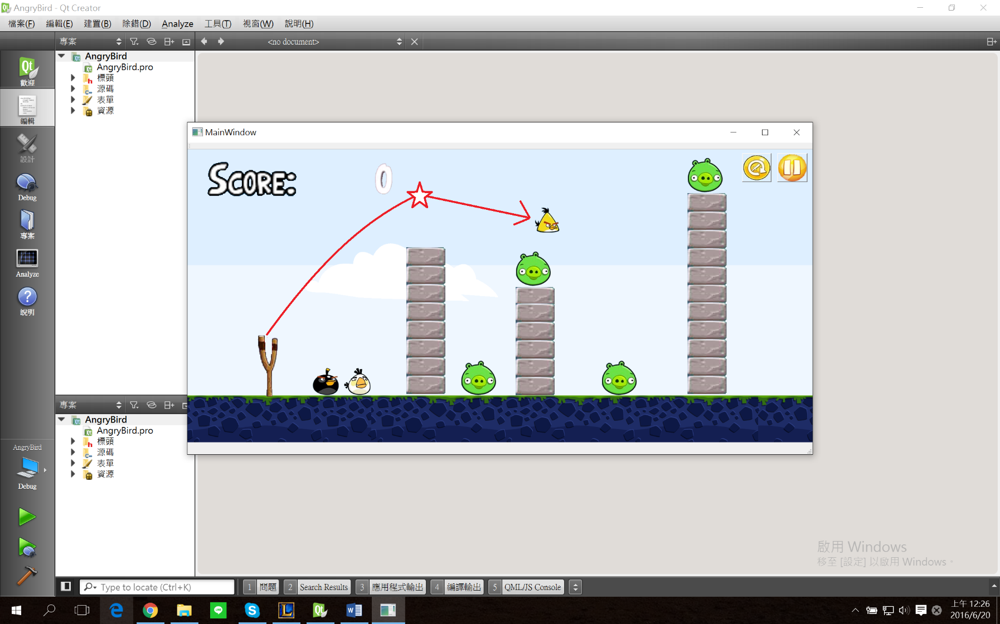 AngryBird - Qt Creator
檔案(F) 編輯(E) 建置(B) 除錯(D) Analyze 工具(T) 視窗(W) 說明(H)
專案
<no document>
Qt
歡迎
編輯
設計
Debug
專案
Analyze
?
說明
AngryBird
AngryBird.pro
標頭
源碼
表單
資源
MainWindow
SCORE: 0
專案
AngryBird
AngryBird.pro
標頭
源碼
表單
資源
AngryBird
Debug
啟用 Windows
移至 [設定] 以啟用 Windows。
Type to locate (Ctrl+K)
1 問題
2 Search Results
3 應用程式輸出
4 編譯輸出
5 QML/JS Console
上午 12:26
2016/6/20